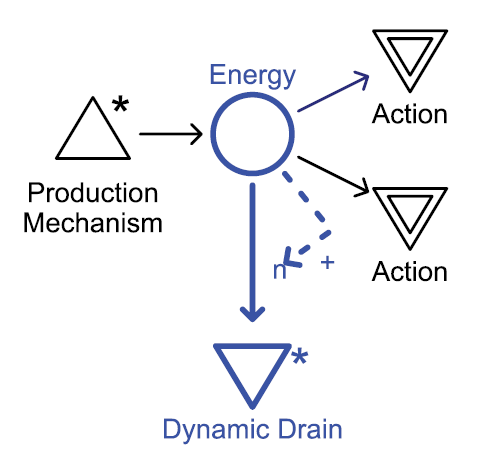 Energy
Action
*
Production
Mechanism
Action
n
+
*
Dynamic Drain